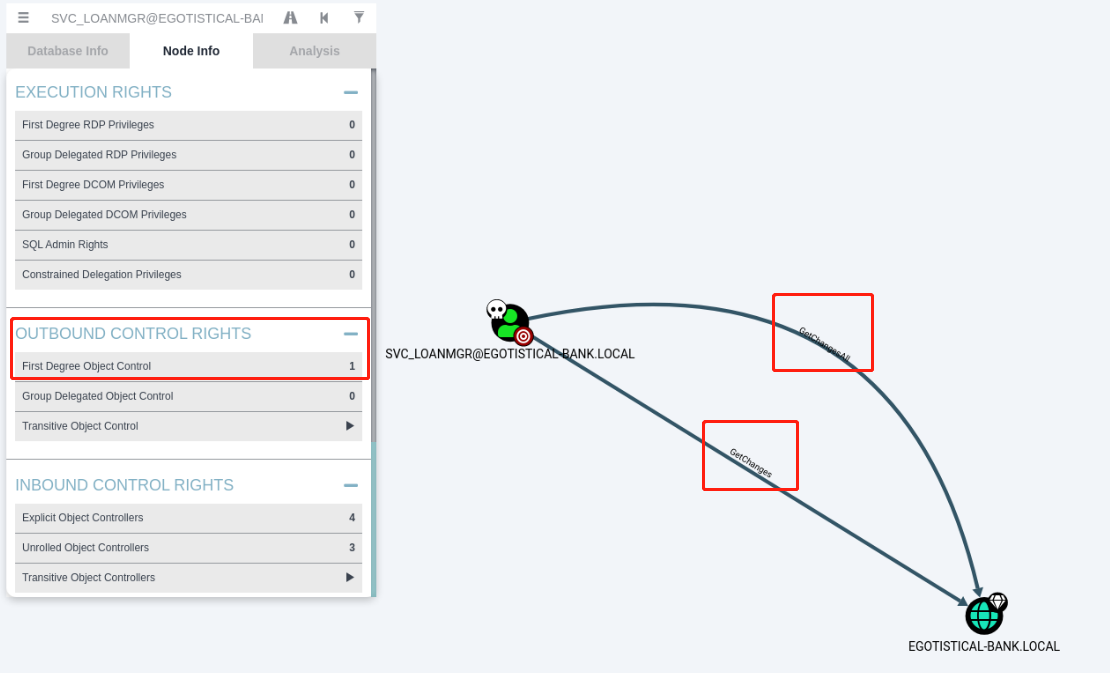 SVC_LOANMGR@EGOTISTICAL-BAI
Database Info
Node Info
Analysis
EXECUTION RIGHTS
First Degree RDP Privileges 0
Group Delegated RDP Privileges 0
First Degree DCOM Privileges 0
Group Delegated DCOM Privileges 0
SQL Admin Rights 0
Constrained Delegation Privileges 0
OUTBOUND CONTROL RIGHTS
First Degree Object Control 1
Group Delegated Object Control 0
Transitive Object Control
INBOUND CONTROL RIGHTS
Explicit Object Controllers 4
Unrolled Object Controllers 3
Transitive Object Controllers
GetChangesAll
SVC_LOANMGR@EGOTISTICAL-BANK.LOCAL
GetChanges
EGOTISTICAL-BANK.LOCAL